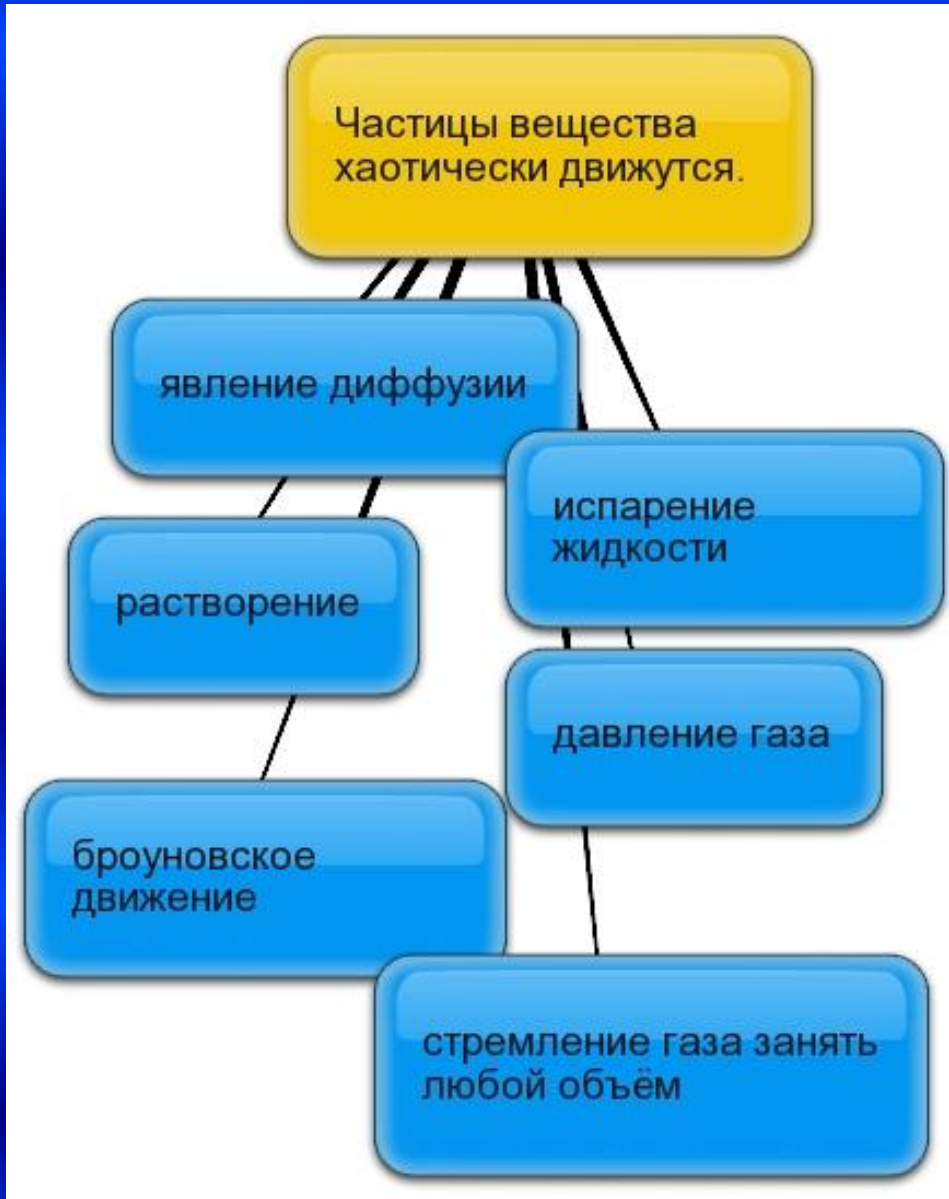 Частицы вещества
хаотически движутся.
явление диффузии
испарение
жидкости
растворение
давление газа
броуновское
движение
стремление газа занять
любой объём